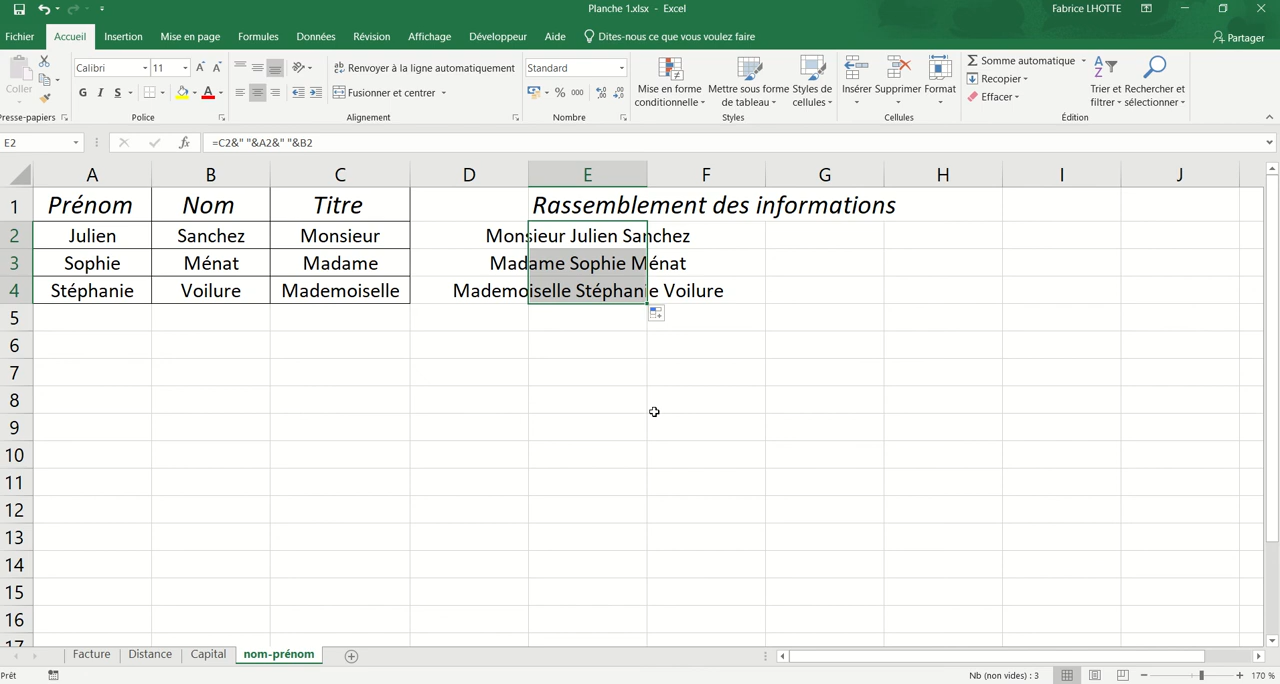 Planche 1.xlsx - Excel
Fabrice LHOTTE
Fichier Accueil Insertion Mise en page Formules Données Révision Affichage Développeur Aide Dites-nous ce que vous voulez faire Partager
Coller
Calibri 11
G I S
Renvoyer à la ligne automatiquement
Fusionner et centrer
Standard
% 000
Mise en forme conditionnelle
Mettre sous forme de tableau
Styles de cellules
Insérer Supprimer Format
Somme automatique
Recopier
Effacer
Trier et filtrer
Rechercher et sélectionner
Presse-papiers Police Alignement Nombre Styles Cellules Édition
E2 fx =C2&" "&A2&" "&B2
A B C D E F G H I J
1 Prénom Nom Titre Rassemblement des informations
2 Julien Sanchez Monsieur Monsieur Julien Sanchez
3 Sophie Ménat Madame Madame Sophie Ménat
4 Stéphanie Voilure Mademoiselle Mademoiselle Stéphanie Voilure
5
6
7
8
9
10
11
12
13
14
15
16
17
Facture Distance Capital nom-prénom
Prêt Nb (non vides) : 3 170 %